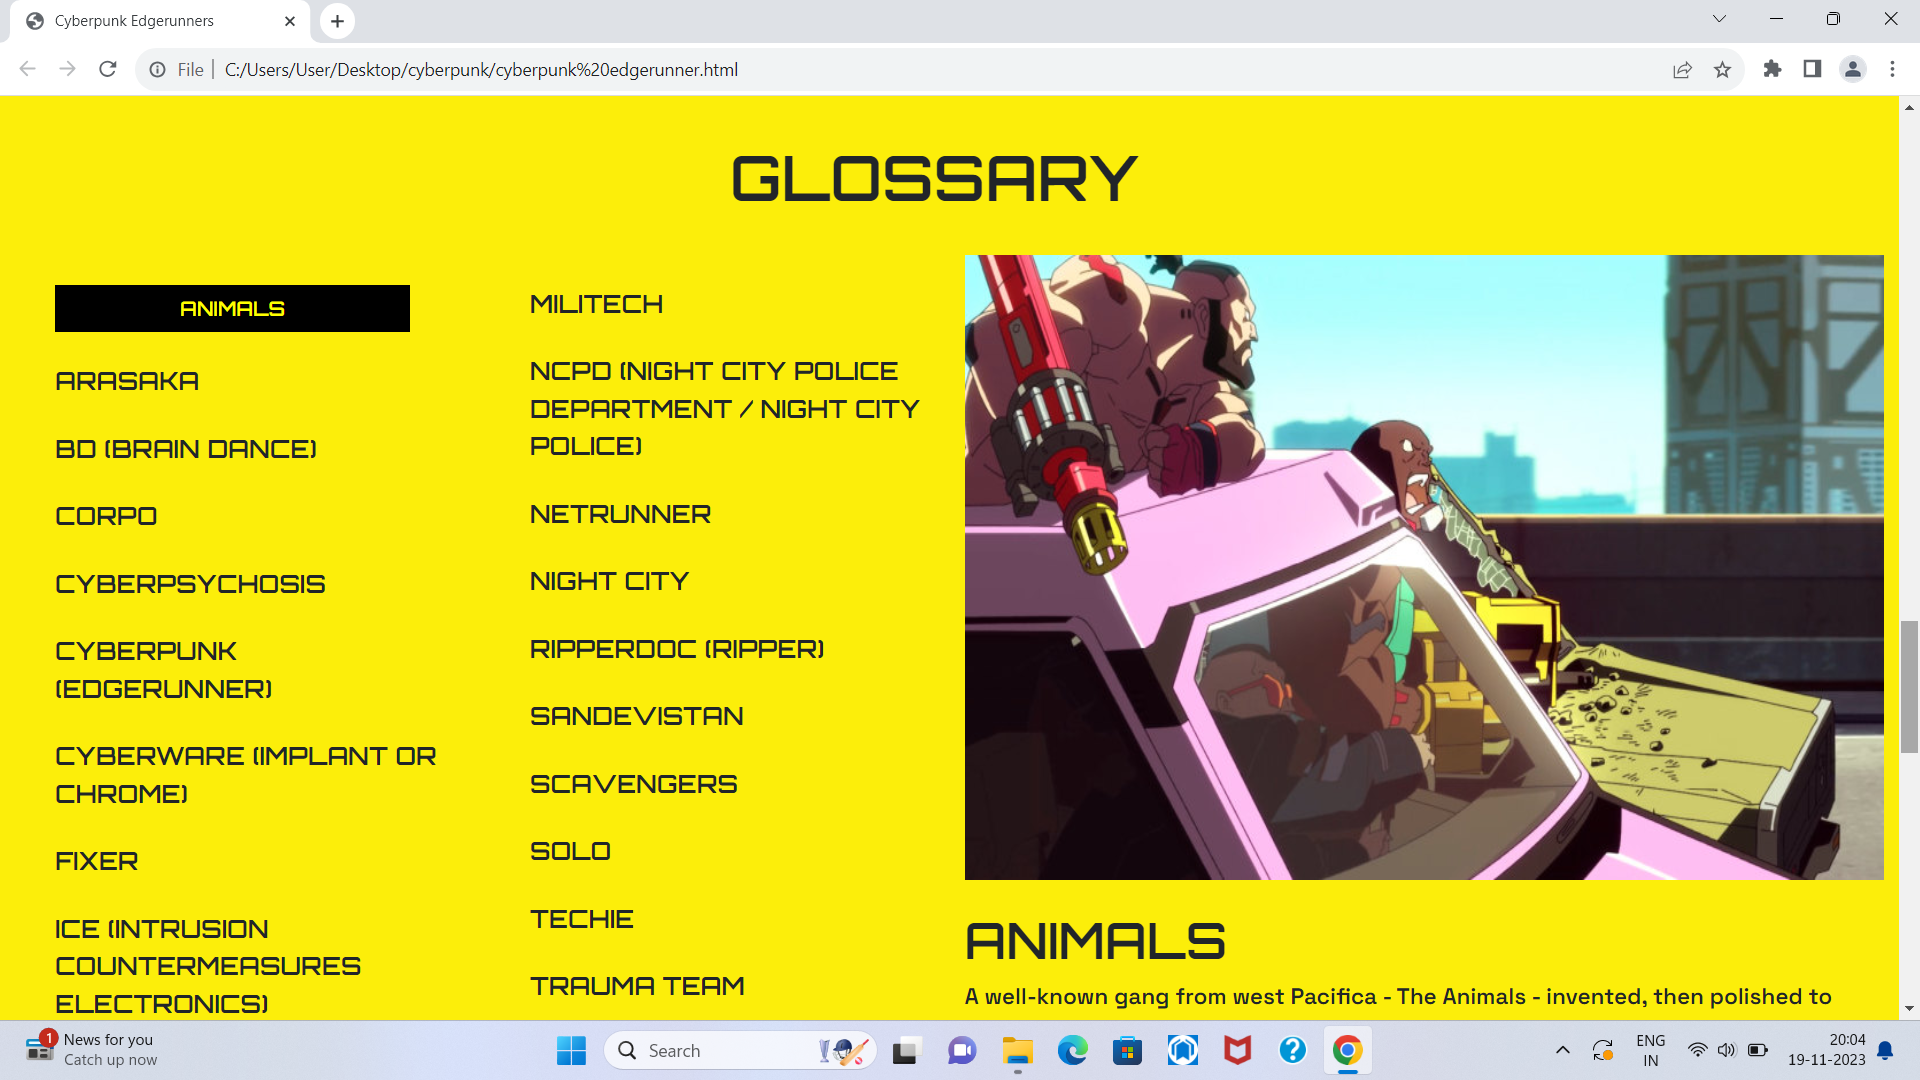 Cyberpunk Edgerunners
File
C:/Users/User/Desktop/cyberpunk/cyberpunk%20edgerunner.html
GLOSSARY
ANIMALS
ARASAKA
BD (BRAIN DANCE)
CORPO
CYBERPSYCHOSIS
CYBERPUNK
(EDGERUNNER)
CYBERWARE (IMPLANT OR
CHROME)
FIXER
ICE (INTRUSION
COUNTERMEASURES
ELECTRONICS)
MILITECH
NCPD (NIGHT CITY POLICE
DEPARTMENT / NIGHT CITY
POLICE)
NETRUNNER
NIGHT CITY
RIPPERDOC (RIPPER)
SANDEVISTAN
SCAVENGERS
SOLO
TECHIE
TRAUMA TEAM
ANIMALS
A well-known gang from west Pacifica - The Animals - invented, then polished to
1
News for you
Catch up now
Search
ENG
IN
20:04
19-11-2023